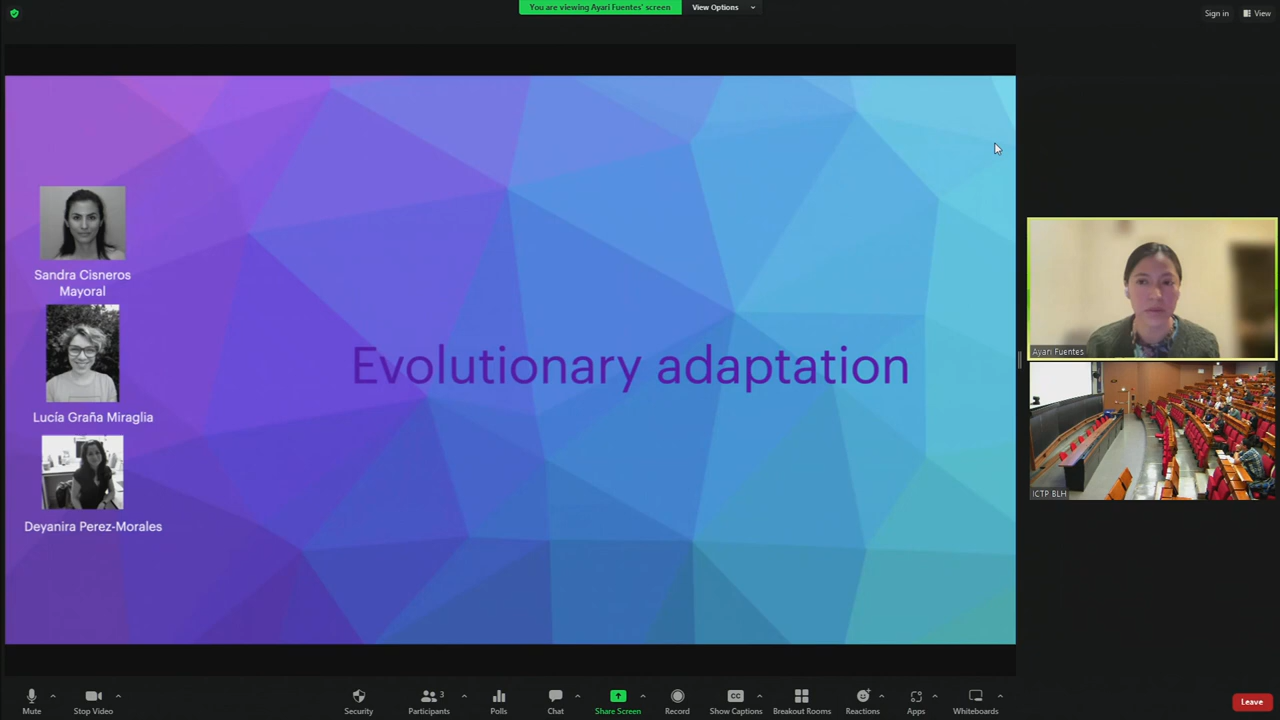 You are viewing Ayari Fuentes' screen
View Options
Sign in
View
Sandra Cisneros
Mayoral
Lucía Graña Miraglia
Deyanira Perez-Morales
Evolutionary adaptation
Ayari Fuentes
ICTP BLH
Mute
Stop Video
Security
Participants
3
Polls
Chat
Share Screen
Record
CC
Show Captions
Breakout Rooms
Reactions
Apps
Whiteboards
Leave